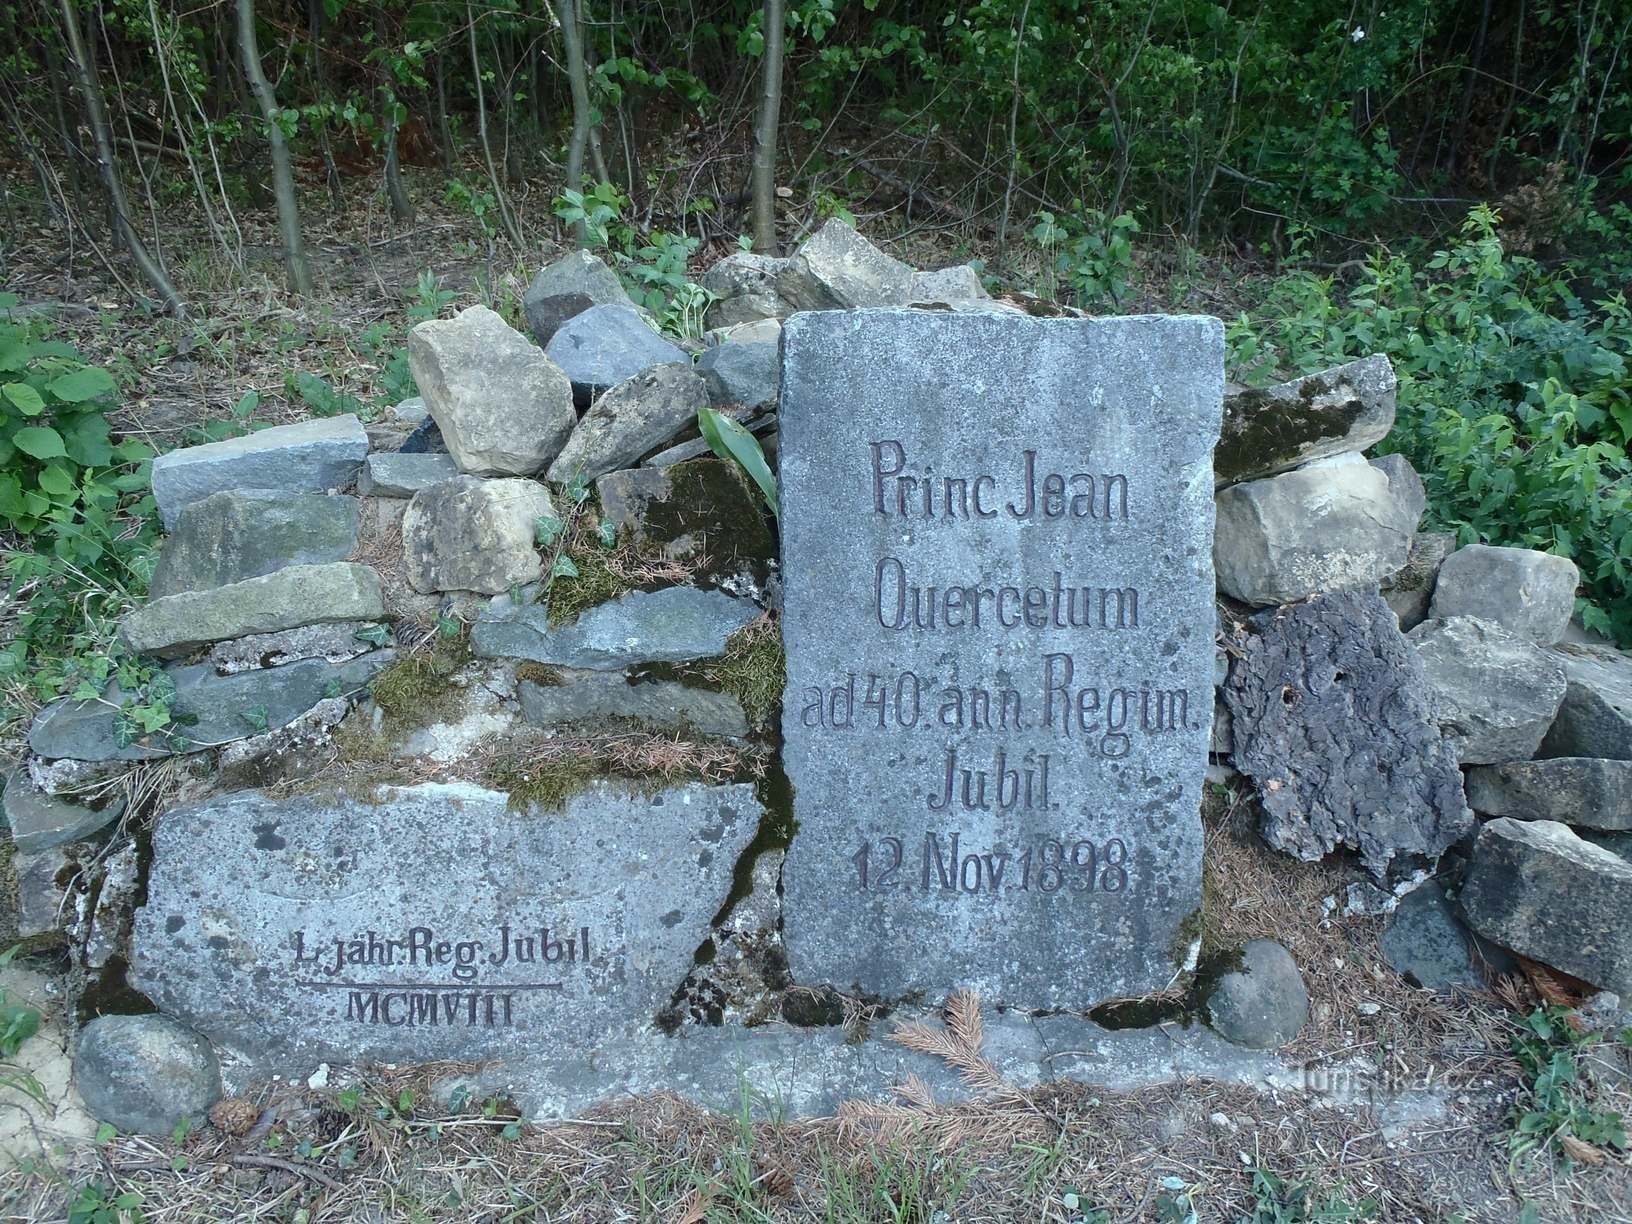 Princ Jean
Quercetum
ad 40. ann. Regim.
Jubil.
12. Nov. 1898
L jähr. Reg. Jubil.
MCMVIII
Turistika.cz